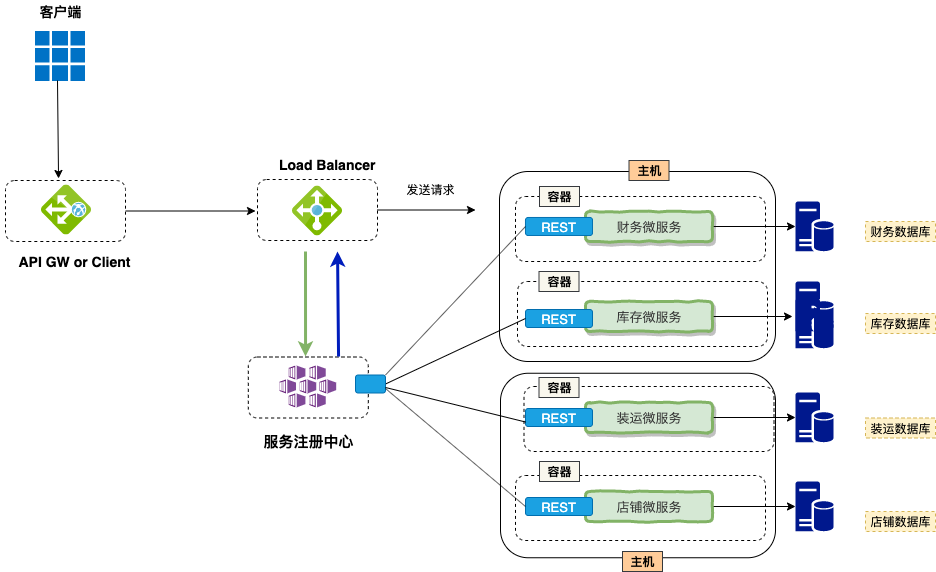 客户端
Load Balancer
API GW or Client
发送请求
服务注册中心
主机
容器
REST
财务微服务
财务数据库
容器
REST
库存微服务
库存数据库
容器
REST
装运微服务
装运数据库
容器
REST
店铺微服务
店铺数据库
主机